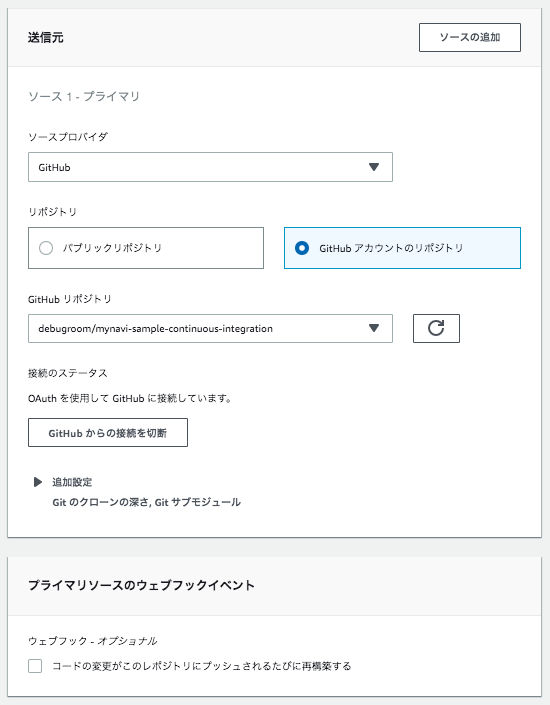 送信元
ソースの追加
ソース 1 - プライマリ
ソースプロバイダ
GitHub
リポジトリ
パブリックリポジトリ
GitHub アカウントのリポジトリ
GitHub リポジトリ
debugroom/mynavi-sample-continuous-integration
接続のステータス
OAuth を使用して GitHub に接続しています。
GitHub からの接続を切断
追加設定
Git のクローンの深さ, Git サブモジュール
プライマリソースのウェブフックイベント
ウェブフック - オプショナル
コードの変更がこのレポジトリにプッシュされるたびに再構築する